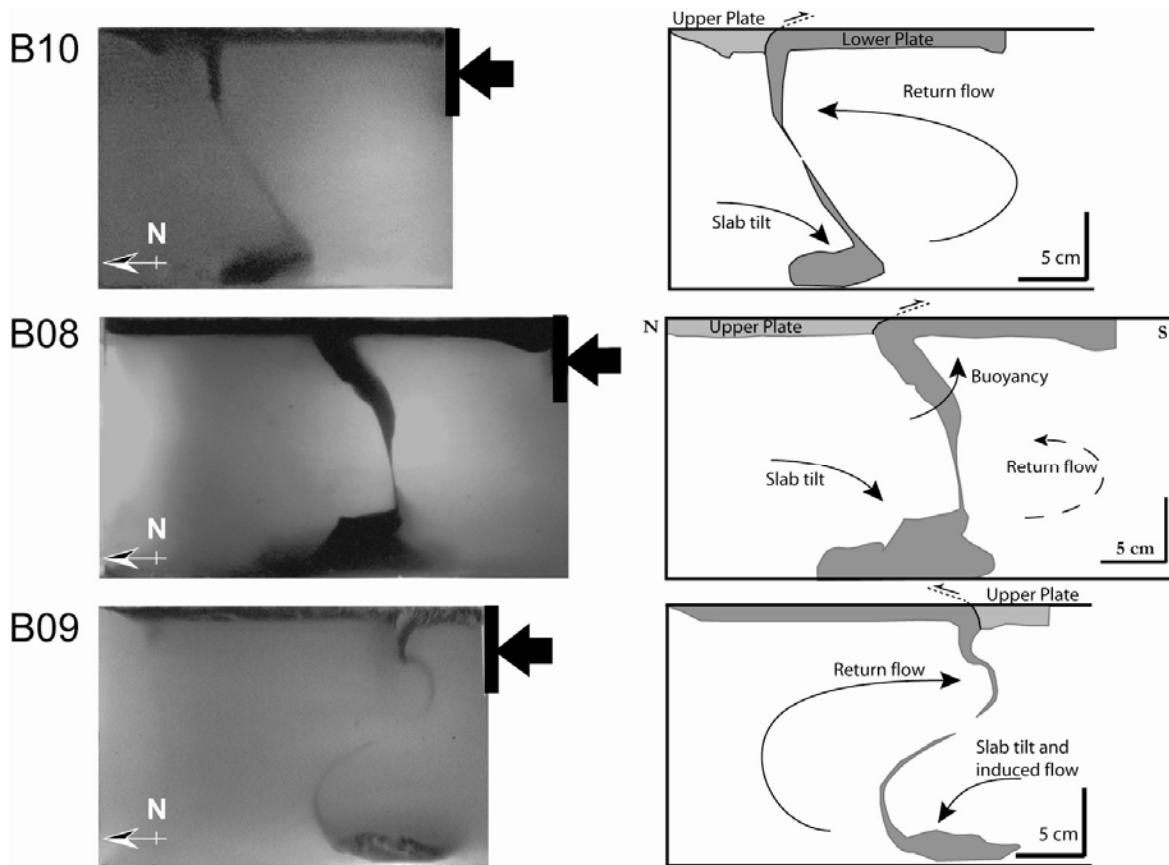 B10
N
Upper Plate
Lower Plate
Return flow
Slab tilt
5 cm
B08
N
N
Upper Plate
S
Buoyancy
Slab tilt
Return flow
5 cm
B09
N
Upper Plate
Return flow
Slab tilt and
induced flow
5 cm